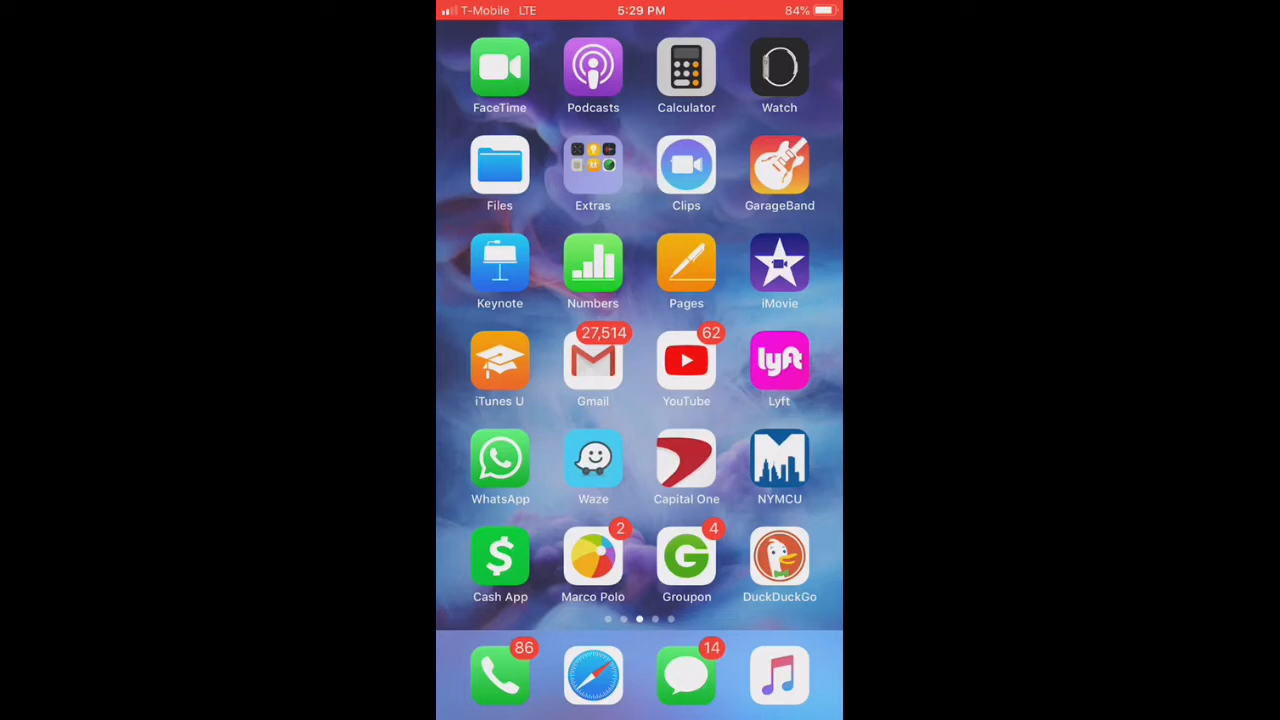 T-Mobile LTE 5:29 PM 84%
FaceTime Podcasts Calculator Watch
Files Extras Clips GarageBand
Keynote Numbers Pages iMovie
27,514 62
lyft
iTunes U Gmail YouTube Lyft
M
WhatsApp Waze Capital One NYMCU
2 4
$ G
Cash App Marco Polo Groupon DuckDuckGo
86 14